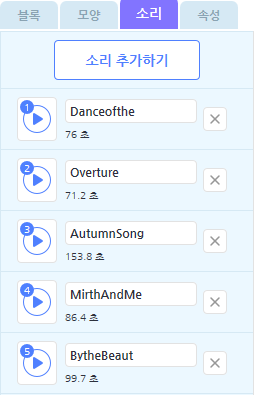 블록 모양 소리 속성
소리 추가하기
1 Danceofthe
76 초
2 Overture
71.2 초
3 AutumnSong
153.8 초
4 MirthAndMe
86.4 초
5 BytheBeaut
99.7 초